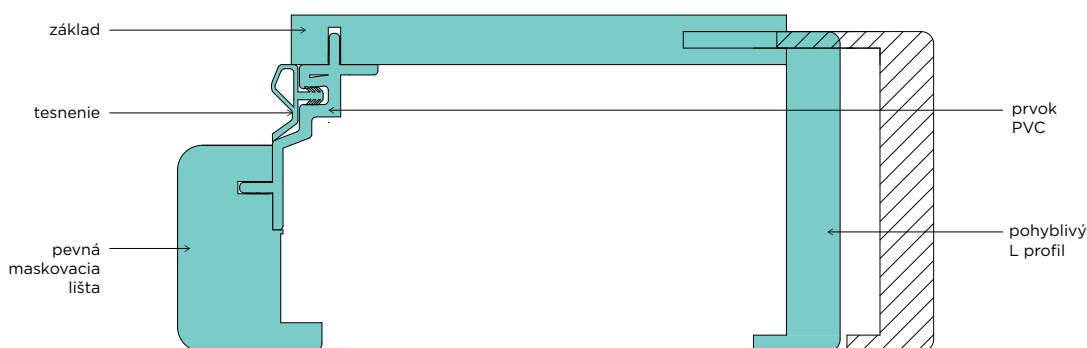 základ
tesnenie
pevná
maskovacia
lišta
prvok
PVC
pohyblivý
L profil